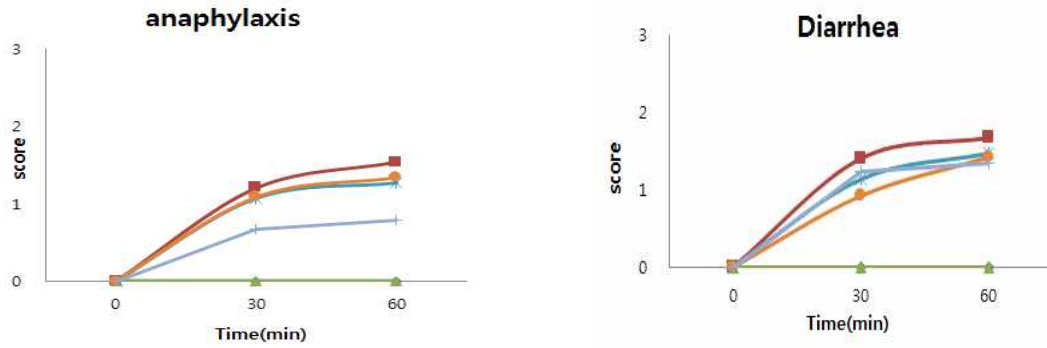 anaphylaxis
3
2
1
0
score
0 30 60
Time(min)
Diarrhea
3
2
1
0
score
0 30 60
Time(min)